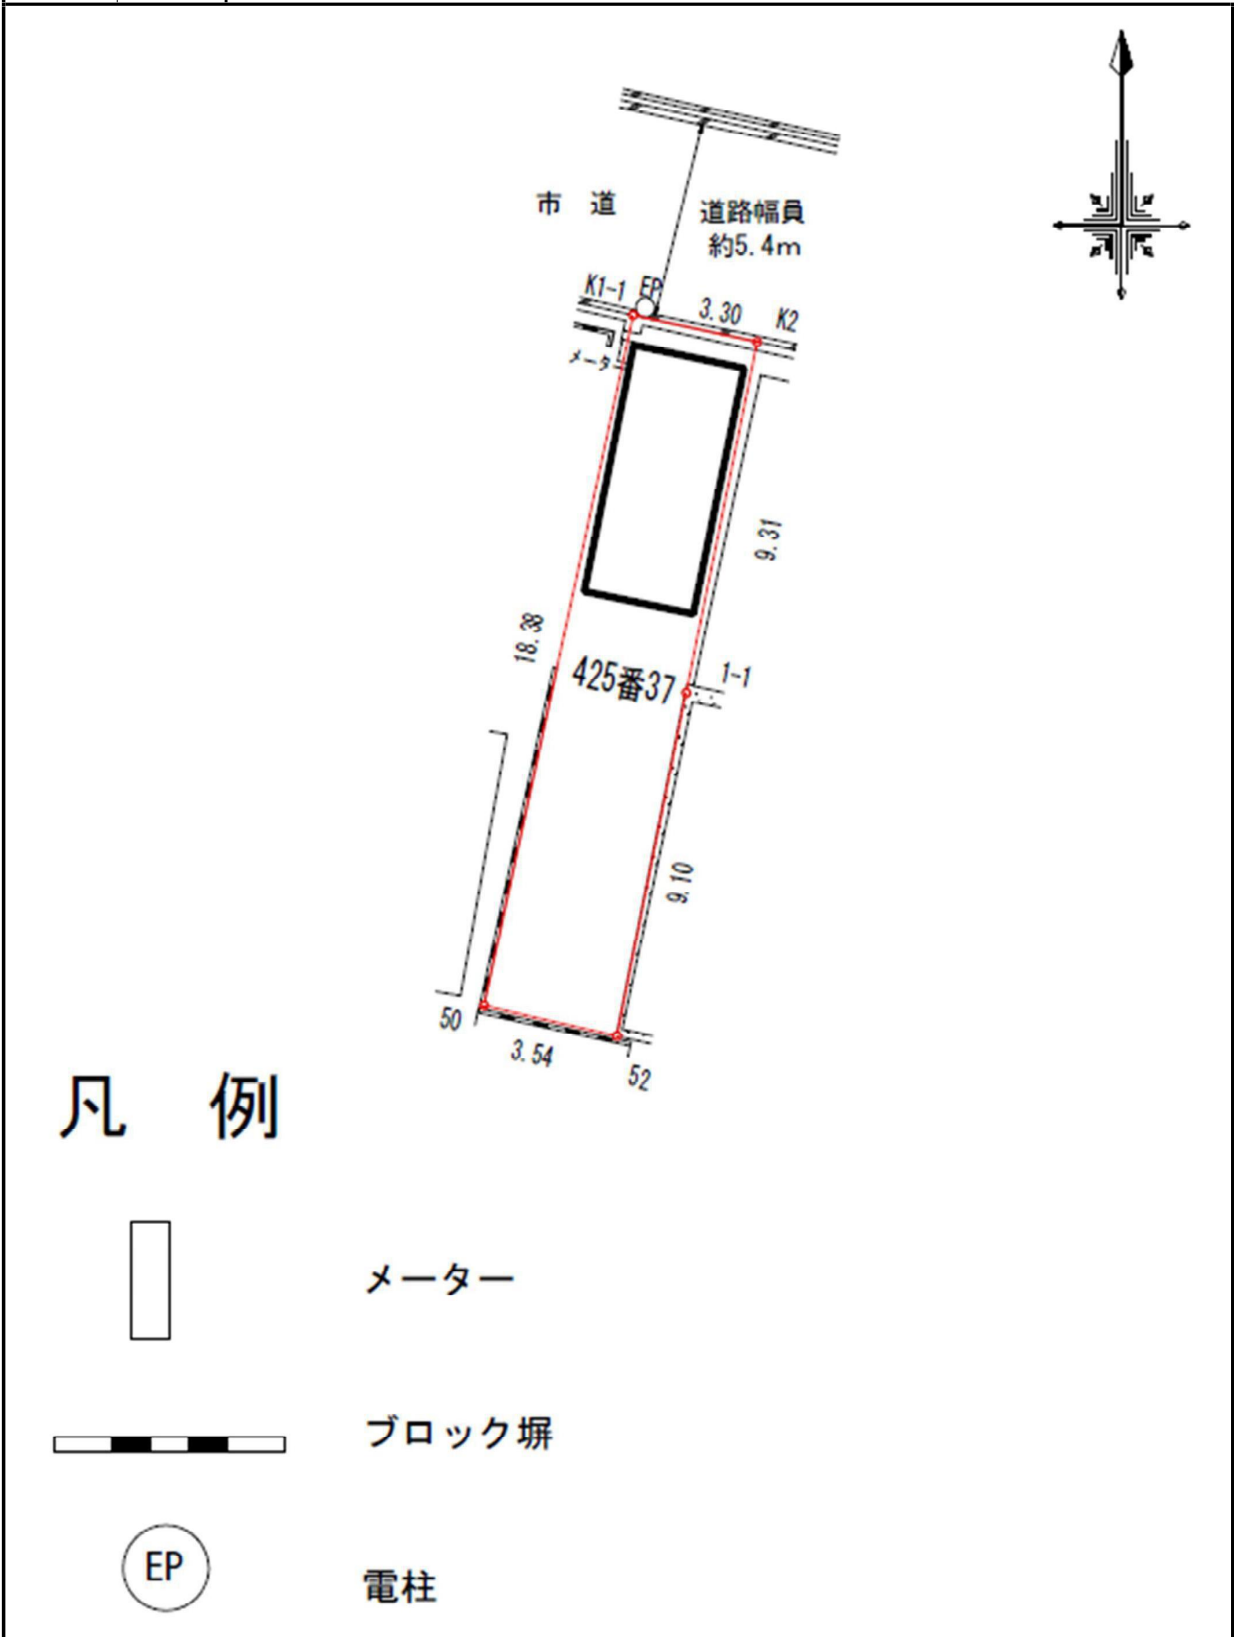 市 道
道路幅員
約5.4m
K1-1
EP
3.30
K2
メータ
9.31
18.38
425番37
1-1
9.10
50
3.54
52
凡 例
メーター
ブロック塀
EP
電柱